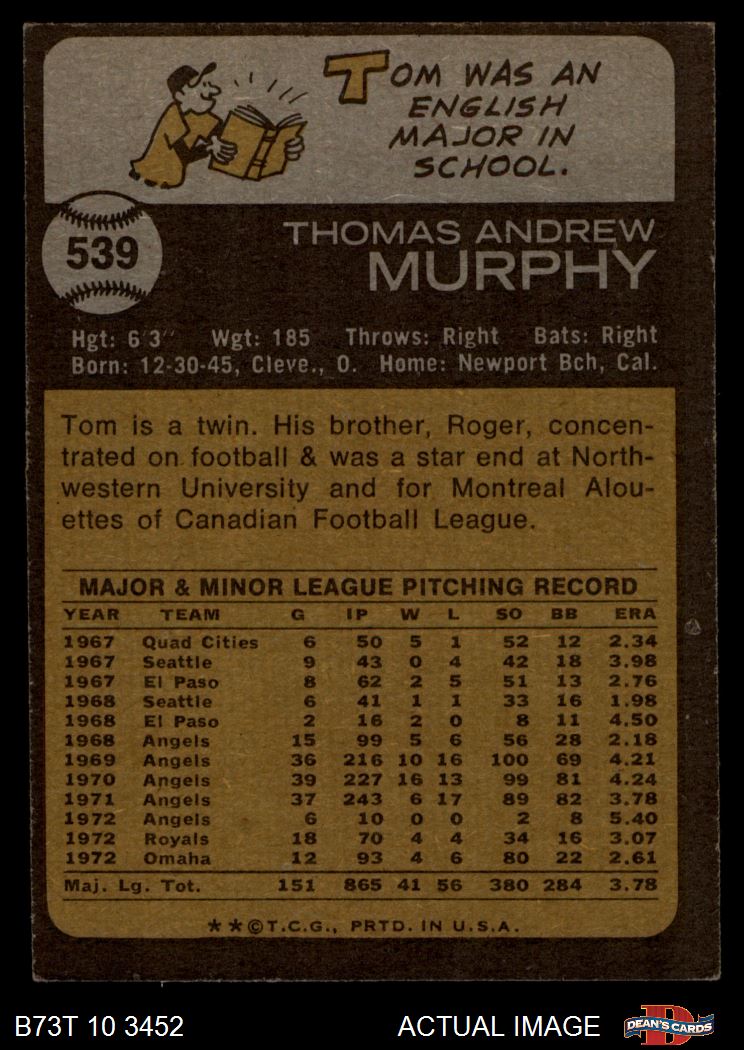 TOM WAS AN
ENGLISH
MAJOR IN
SCHOOL.
539
THOMAS ANDREW
MURPHY
Hgt: 6'3" Wgt: 185 Throws: Right Bats: Right
Born: 12-30-45, Cleve., O. Home: Newport Bch, Cal.
Tom is a twin. His brother, Roger, concen-
trated on football & was a star end at North-
western University and for Montreal Alou-
ettes of Canadian Football League.
MAJOR & MINOR LEAGUE PITCHING RECORD
YEAR TEAM G IP W L SO BB ERA
1967 Quad Cities 6 50 5 1 52 12 2.34
1967 Seattle 9 43 0 4 42 18 3.98
1967 El Paso 8 62 2 5 51 13 2.76
1968 Seattle 6 41 1 1 33 16 1.98
1968 El Paso 2 16 2 0 8 11 4.50
1968 Angels 15 99 5 6 56 28 2.18
1969 Angels 36 216 10 16 100 69 4.21
1970 Angels 39 227 16 13 99 81 4.24
1971 Angels 37 243 6 17 89 82 3.78
1972 Angels 6 10 0 0 2 8 5.40
1972 Royals 18 70 4 4 34 16 3.07
1972 Omaha 12 93 4 6 80 22 2.61
Maj. Lg. Tot. 151 865 41 56 380 284 3.78
★★©T.C.G., PRTD. IN U.S.A.
B73T 10 3452 ACTUAL IMAGE DEAN'S CARDS